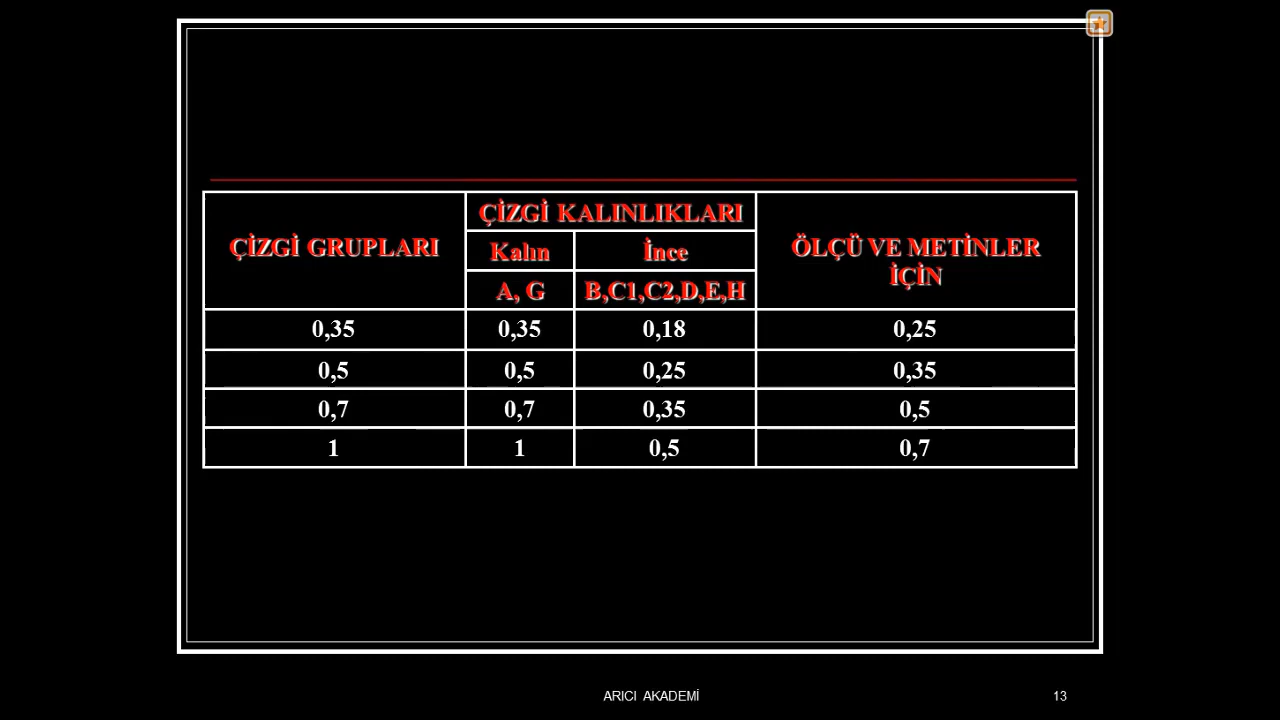 ÇİZGİ GRUPLARI
ÇİZGİ KALINLIKLARI
ÖLÇÜ VE METİNLER
İÇİN
Kalın İnce
A, G B,C1,C2,D,E,H
0,35 0,35 0,18 0,25
0,5 0,5 0,25 0,35
0,7 0,7 0,35 0,5
1 1 0,5 0,7
ARICI AKADEMİ 13